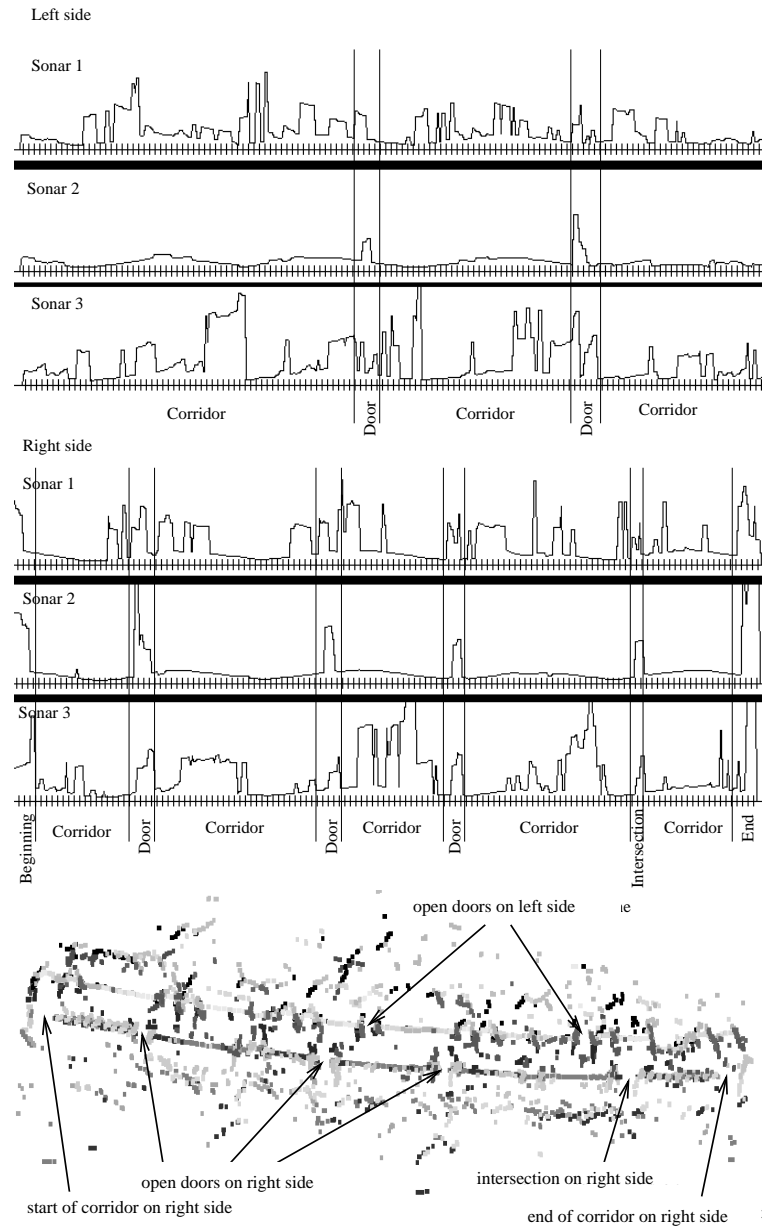 Left side
Sonar 1
Sonar 2
Sonar 3
Corridor Door Corridor Door Corridor
Right side
Sonar 1
Sonar 2
Sonar 3
Beginning Corridor Door Corridor Door Corridor Door Corridor Intersection Corridor End
open doors on left side
open doors on right side
intersection on right side
start of corridor on right side
end of corridor on right side